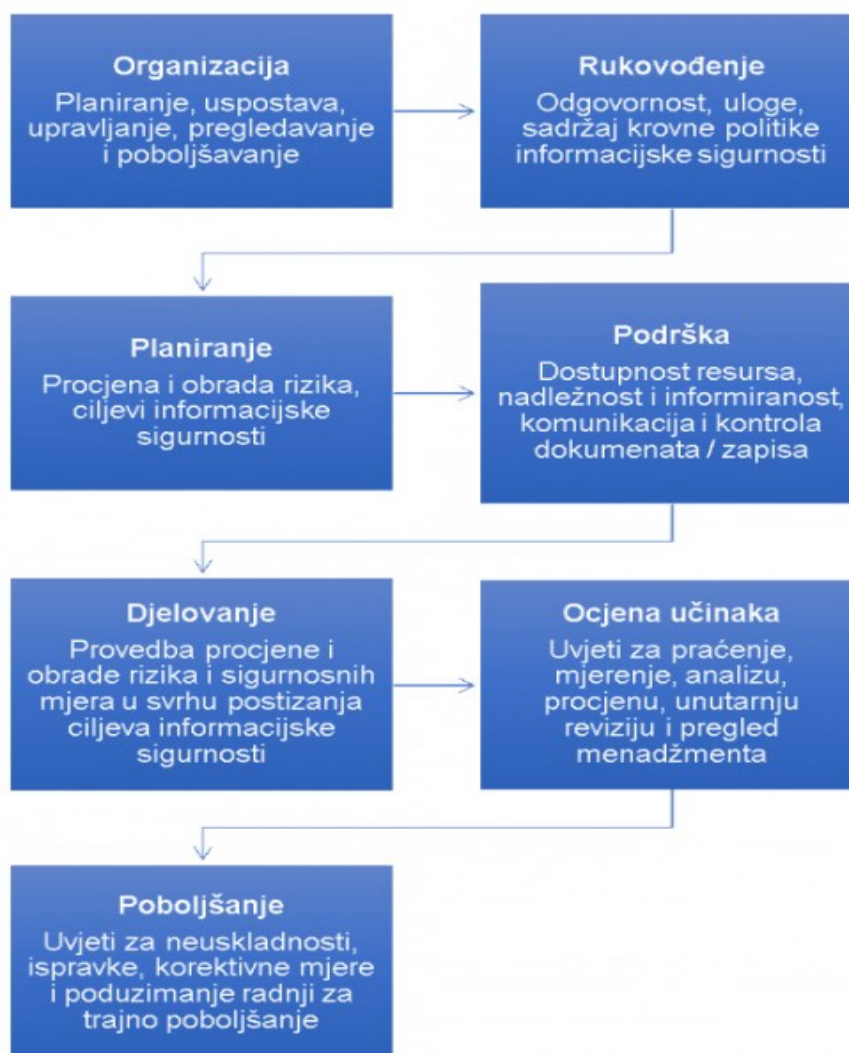 Organizacija
Planiranje, uspostava,
upravljanje, pregledavanje
i poboljšavanje
Rukovođenje
Odgovornost, uloge,
sadržaj krovne politike
informacijske sigurnosti
Planiranje
Procjena i obrada rizika,
ciljevi informacijske
sigurnosti
Podrška
Dostupnost resursa,
nadležnost i informiranost,
komunikacija i kontrola
dokumenata / zapisa
Djelovanje
Provedba procjene i
obrade rizika i sigurnosnih
mjera u svrhu postizanja
ciljeva informacijske
sigurnosti
Ocjena učinaka
Uvjeti za praćenje,
mjerenje, analizu,
procjenu, unutarnju
reviziju i pregled
menadžmenta
Poboljšanje
Uvjeti za neuskladnosti,
ispravke, korektivne mjere
i poduzimanje radnji za
trajno poboljšanje